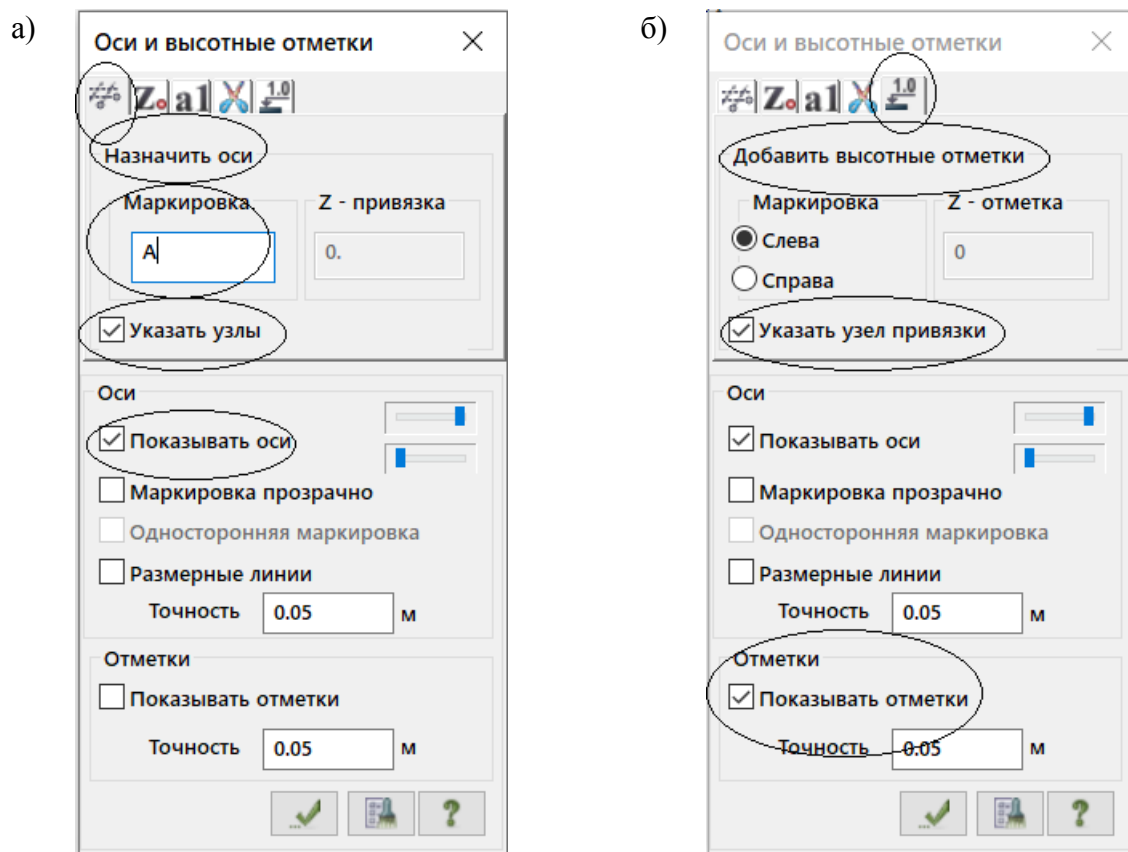 а)
Оси и высотные отметки
Z
a1
1.0
Назначить оси
Маркировка
Z - привязка
A
0.
Указать узлы
Оси
Показывать оси
Маркировка прозрачно
Односторонняя маркировка
Размерные линии
Точность 0.05 м
Отметки
Показывать отметки
Точность 0.05 м
?
б)
Оси и высотные отметки
Z
a1
1.0
Добавить высотные отметки
Маркировка
Z - отметка
Слева
0
Справа
Указать узел привязки
Оси
Показывать оси
Маркировка прозрачно
Односторонняя маркировка
Размерные линии
Точность 0.05 м
Отметки
Показывать отметки
Точность 0.05 м
?